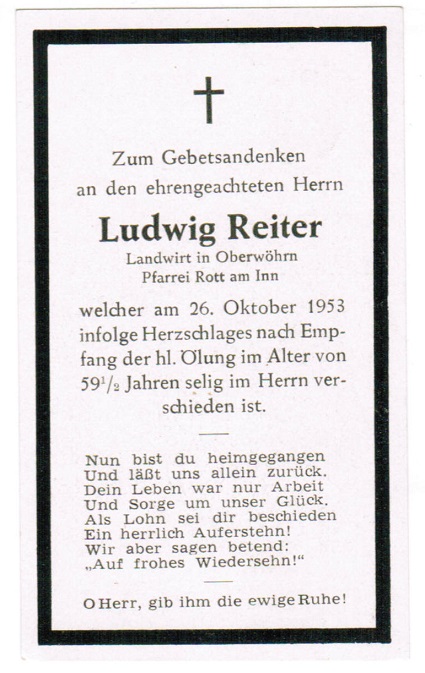 Zum Gebetsandenken
an den ehrengeachteten Herrn
Ludwig Reiter
Landwirt in Oberwöhrn
Pfarrei Rott am Inn
welcher am 26. Oktober 1953
infolge Herzschlages nach Emp-
fang der hl. Ölung im Alter von
59¹/₂ Jahren selig im Herrn ver-
schieden ist.
Nun bist du heimgegangen
Und läßt uns allein zurück.
Dein Leben war nur Arbeit
Und Sorge um unser Glück.
Als Lohn sei dir beschieden
Ein herrlich Auferstehn!
Wir aber sagen betend:
„Auf frohes Wiedersehn!"
O Herr, gib ihm die ewige Ruhe!